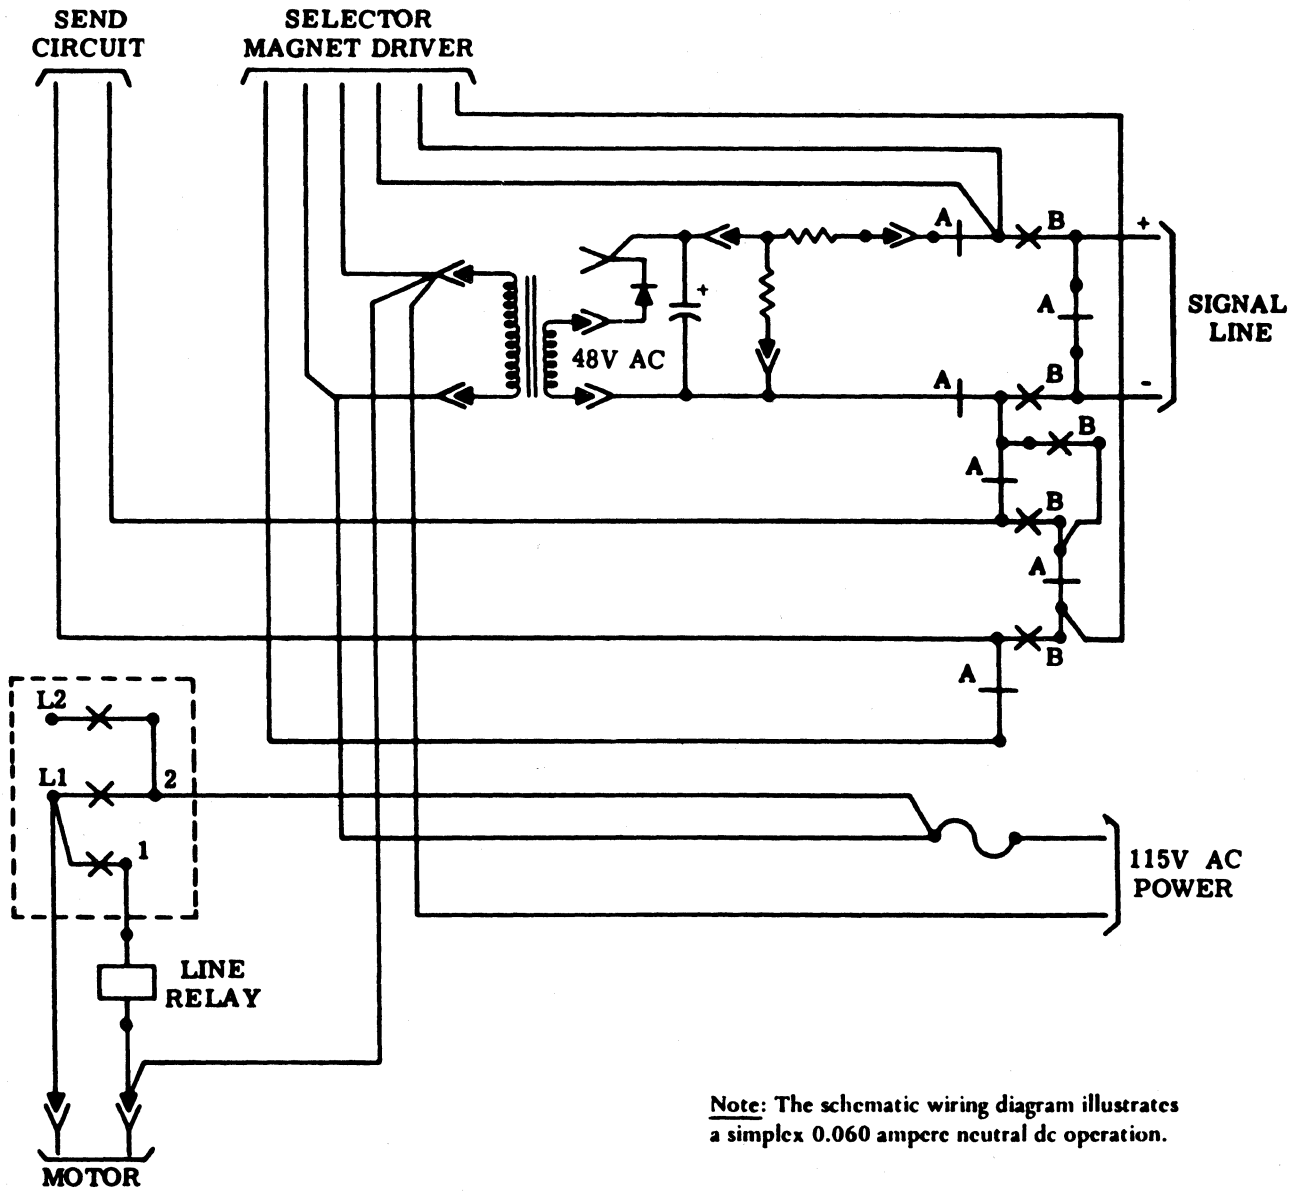 SEND
CIRCUIT
SELECTOR
MAGNET DRIVER
A
B
+
SIGNAL
LINE
+
A
48V AC
A
B
-
B
A
B
A
B
A
L2
L1
2
1
115V AC
POWER
LINE
RELAY
Note: The schematic wiring diagram illustrates
a simplex 0.060 ampere neutral dc operation.
MOTOR